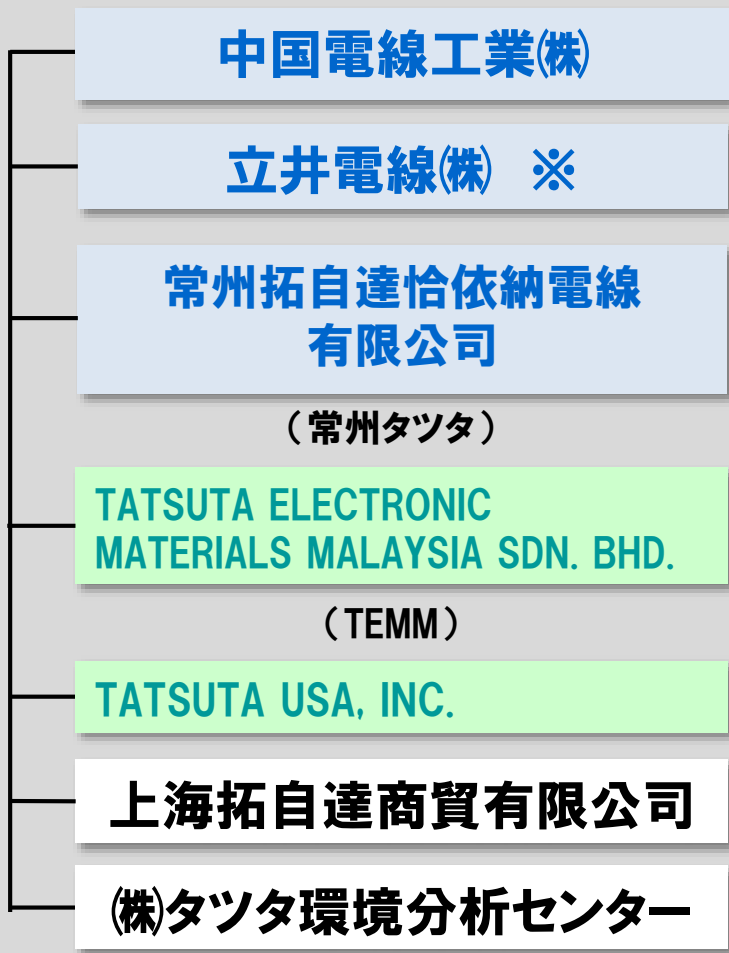 中国電線工業㈱
立井電線㈱ ※
常州拓自達恰依納電線
有限公司
（常州タツタ）
TATSUTA ELECTRONIC
MATERIALS MALAYSIA SDN. BHD.
（TEMM）
TATSUTA USA, INC.
上海拓自達商貿有限公司
㈱タツタ環境分析センター